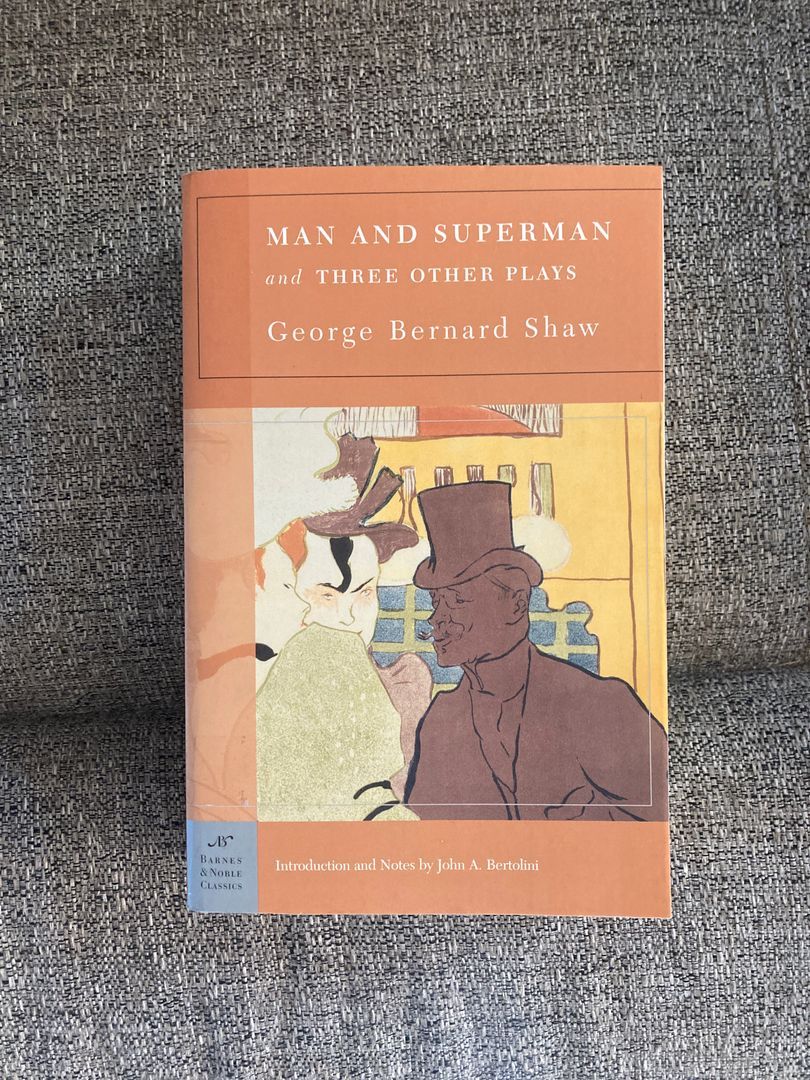 MAN AND SUPERMAN
and THREE OTHER PLAYS
George Bernard Shaw
BARNES
& NOBLE
CLASSICS
Introduction and Notes by John A. Bertolini